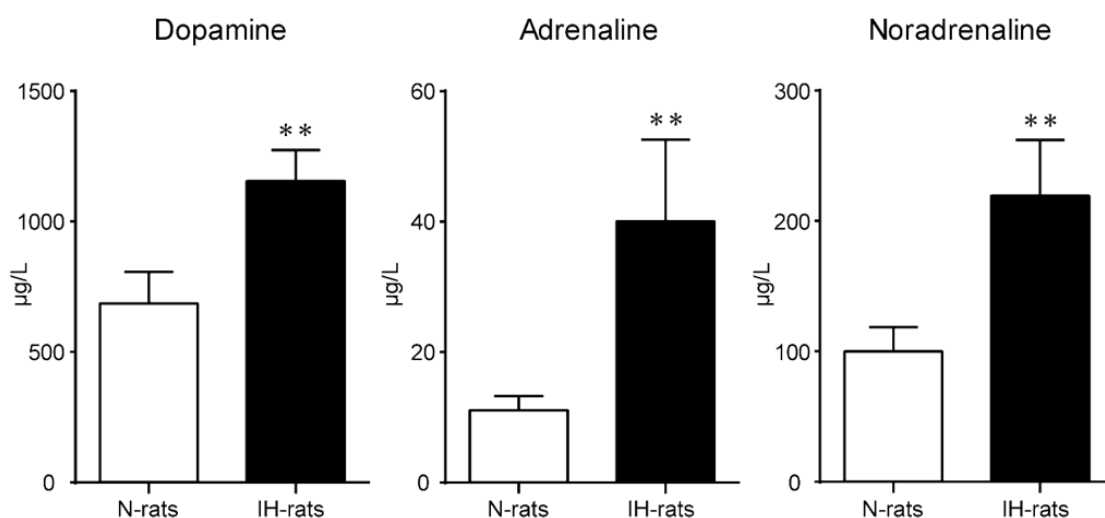 Dopamine
1500
1000
500
0
µg/L
**
N-rats
IH-rats
Adrenaline
60
40
20
0
µg/L
**
N-rats
IH-rats
Noradrenaline
300
200
100
0
µg/L
**
N-rats
IH-rats